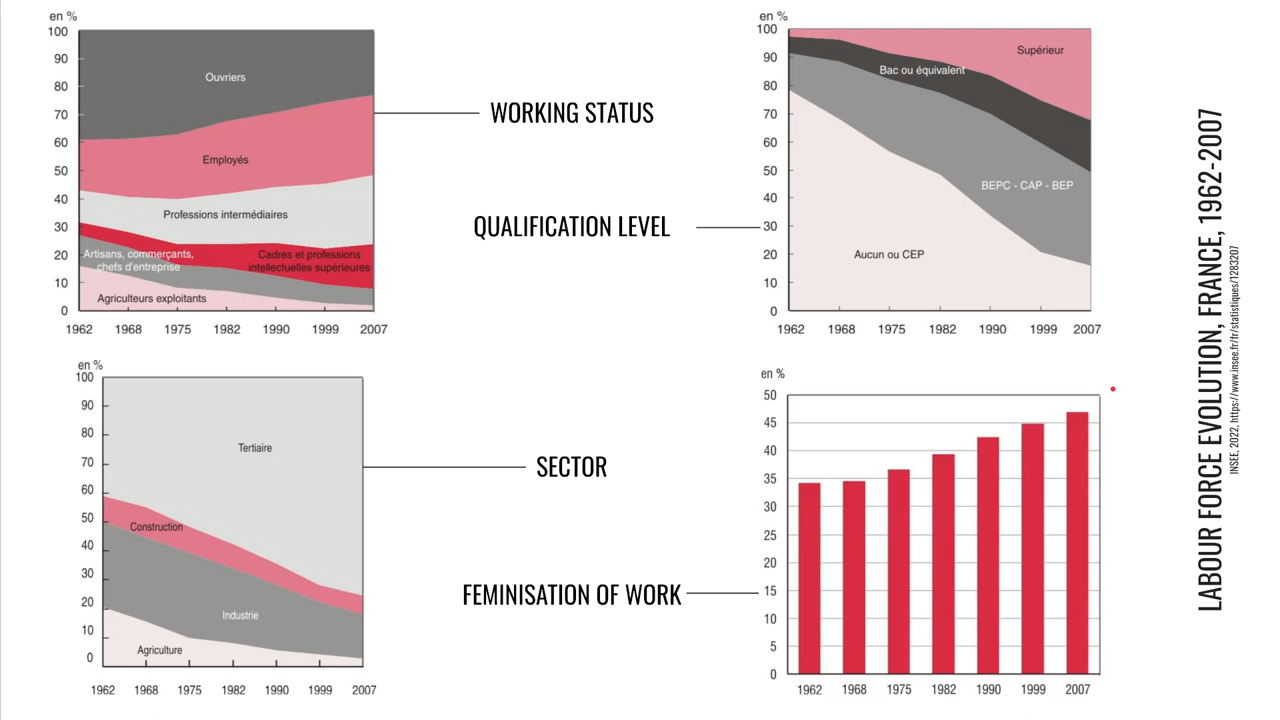 en %
100
90
80
70
60
50
40
30
20
10
0
Ouvriers
Employés
Professions intermédiaires
Artisans, commerçants,
chefs d'entreprise
Cadres et professions
intellectuelles supérieures
Agriculteurs exploitants
1962 1968 1975 1982 1990 1999 2007
WORKING STATUS
en %
100
90
80
70
60
50
40
30
20
10
0
Supérieur
Bac ou équivalent
BEPC - CAP - BEP
Aucun ou CEP
1962 1968 1975 1982 1990 1999 2007
QUALIFICATION LEVEL
en %
100
90
80
70
60
50
40
30
20
10
0
Tertiaire
Construction
Industrie
Agriculture
1962 1968 1975 1982 1990 1999 2007
SECTOR
en %
50
45
40
35
30
25
20
15
10
5
0
1962 1968 1975 1982 1990 1999 2007
FEMINISATION OF WORK
LABOUR FORCE EVOLUTION, FRANCE, 1962-2007
INSEE, 2022, https://www.insee.fr/fr/statistiques/1283207